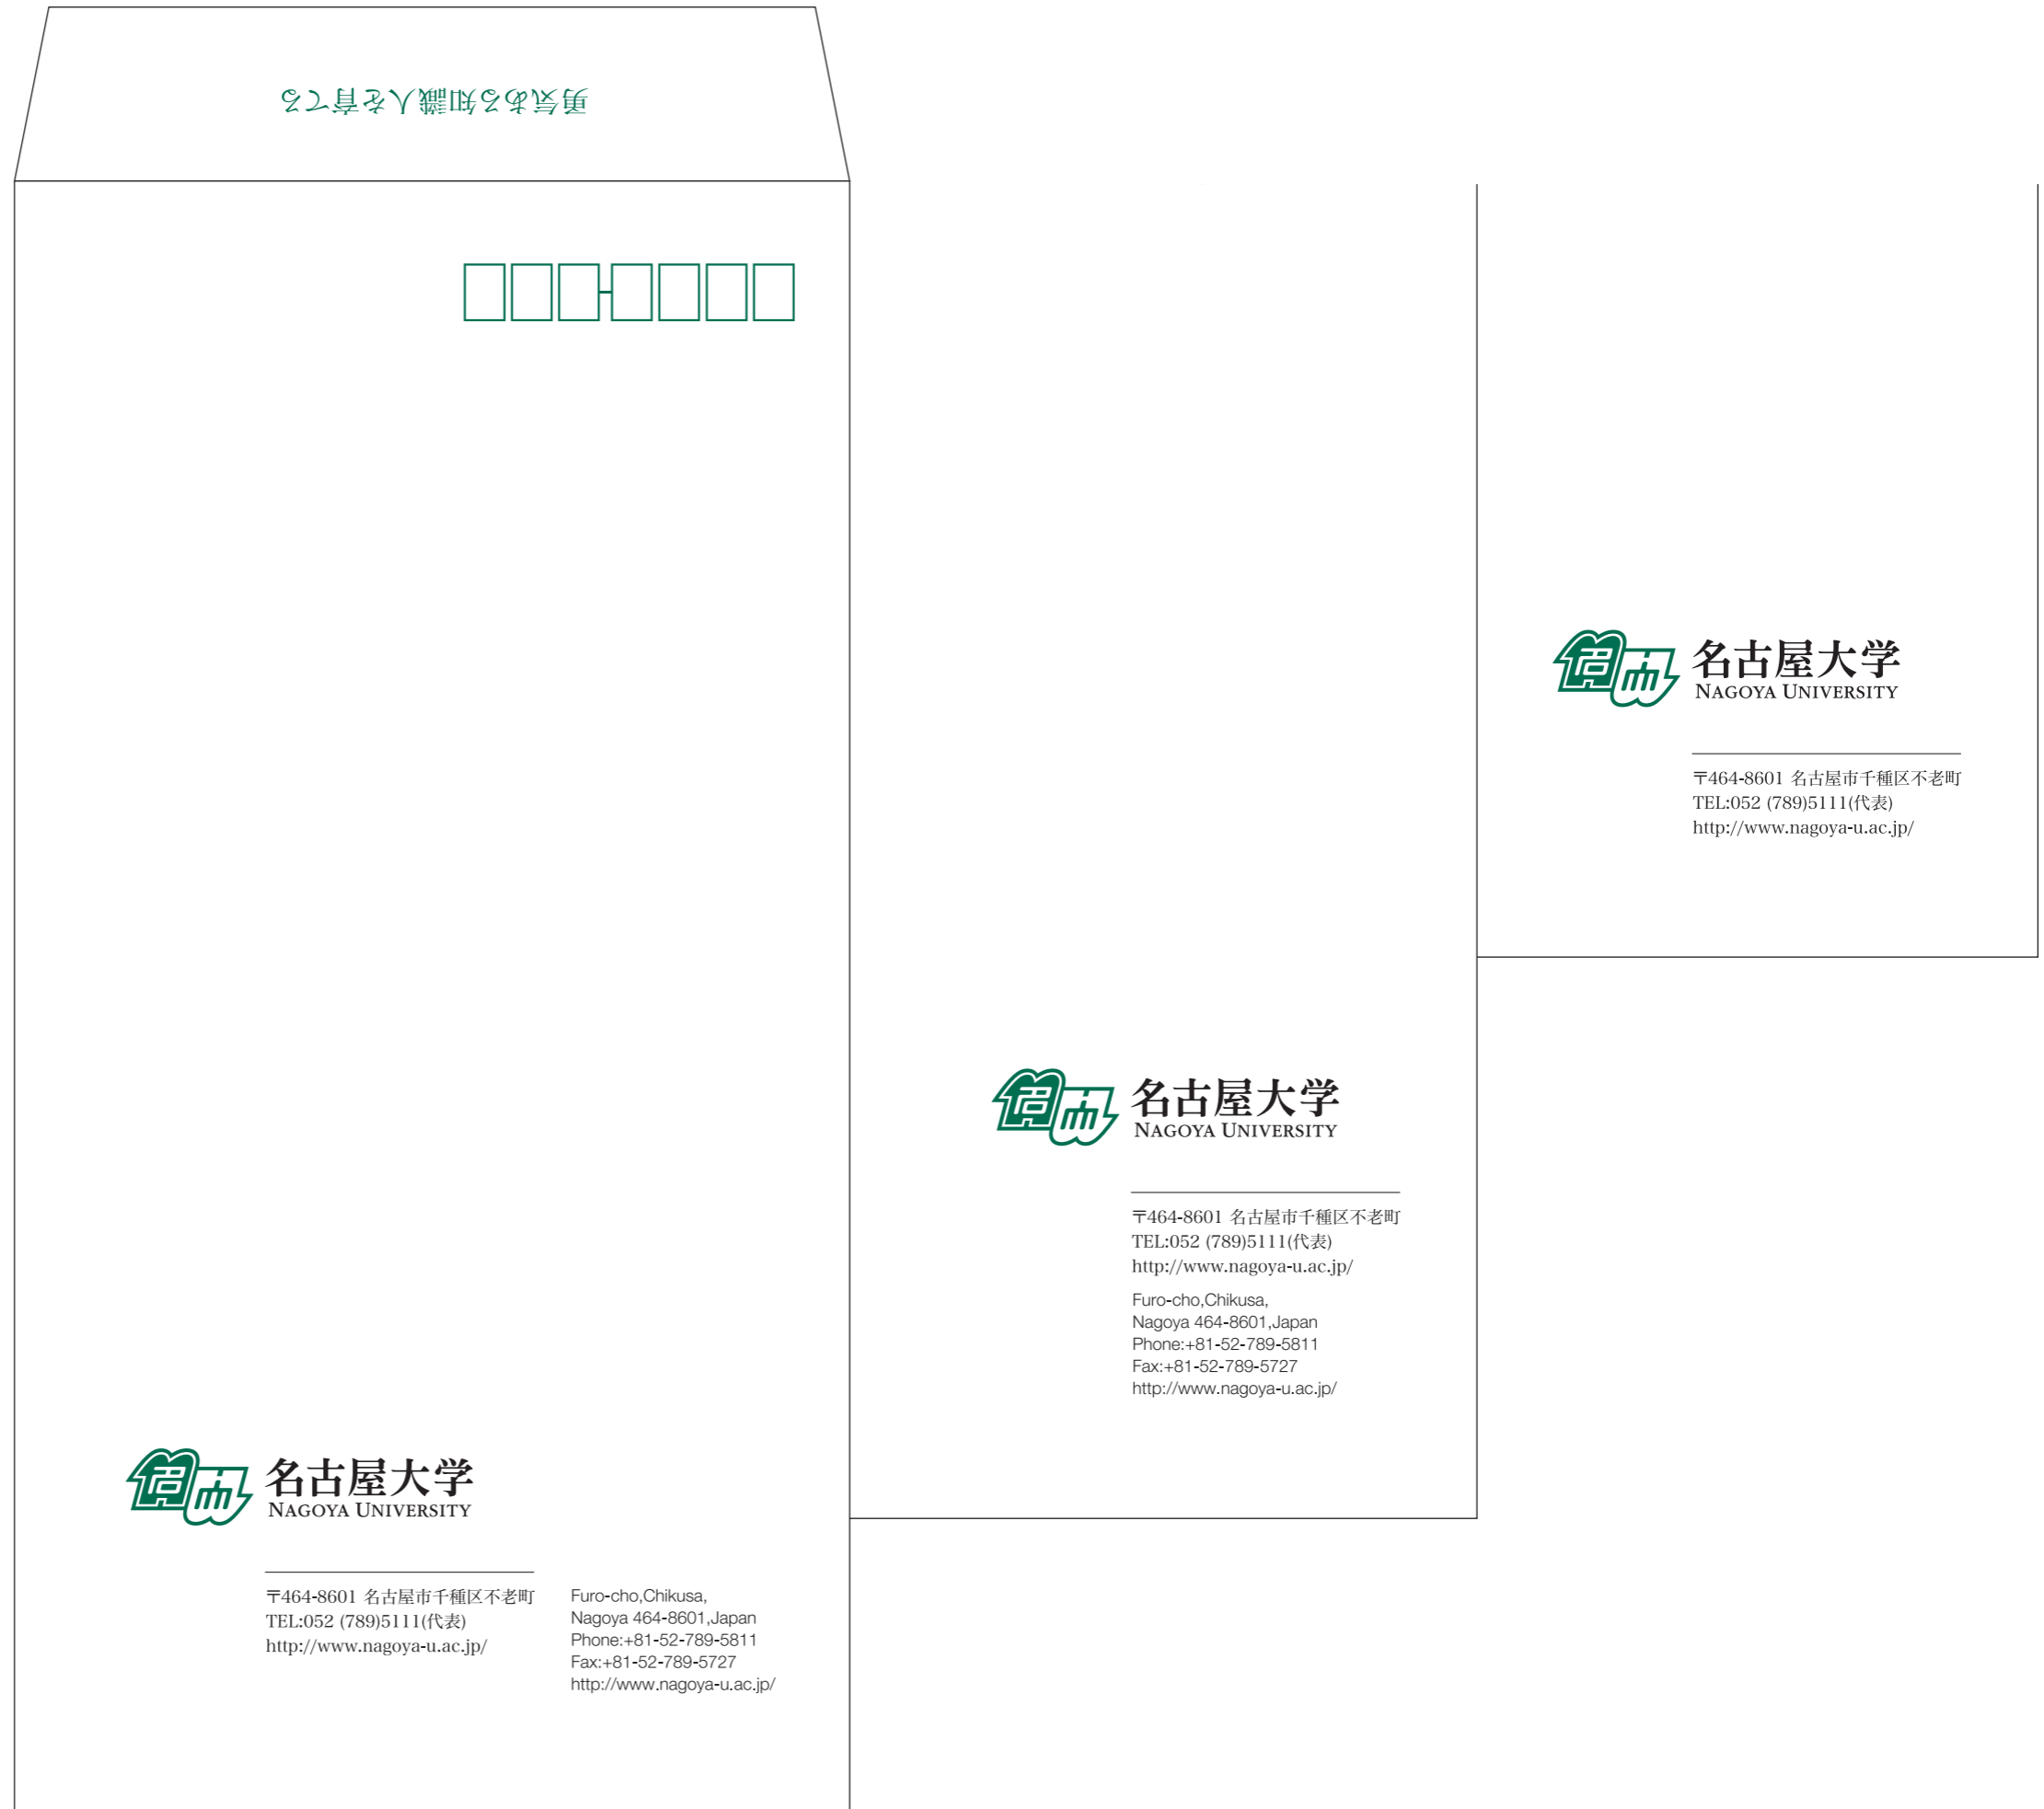 勇気ある知識人を育てる
名古屋大学
NAGOYA UNIVERSITY
〒464-8601 名古屋市千種区不老町
TEL:052 (789)5111(代表)
http://www.nagoya-u.ac.jp/
Furo-cho,Chikusa,
Nagoya 464-8601,Japan
Phone:+81-52-789-5811
Fax:+81-52-789-5727
http://www.nagoya-u.ac.jp/
名古屋大学
NAGOYA UNIVERSITY
〒464-8601 名古屋市千種区不老町
TEL:052 (789)5111(代表)
http://www.nagoya-u.ac.jp/
Furo-cho,Chikusa,
Nagoya 464-8601,Japan
Phone:+81-52-789-5811
Fax:+81-52-789-5727
http://www.nagoya-u.ac.jp/
名古屋大学
NAGOYA UNIVERSITY
〒464-8601 名古屋市千種区不老町
TEL:052 (789)5111(代表)
http://www.nagoya-u.ac.jp/